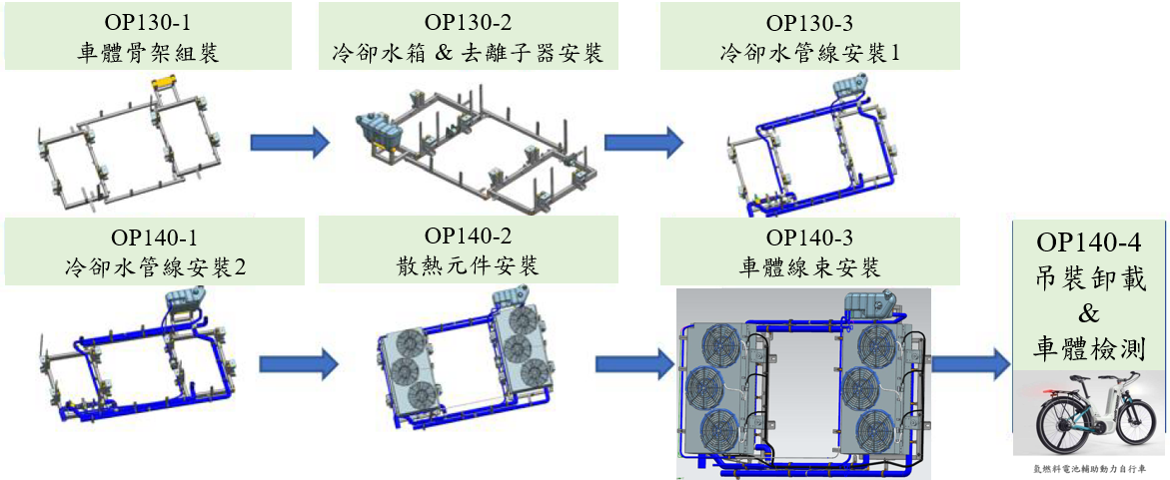 OP130-1
車體骨架組裝
OP130-2
冷卻水箱 & 去離子器安裝
OP130-3
冷卻水管線安裝1
OP140-1
冷卻水管線安裝2
OP140-2
散熱元件安裝
OP140-3
車體線束安裝
OP140-4
吊裝卸載
&
車體檢測
氫燃料電池輔助動力自行車